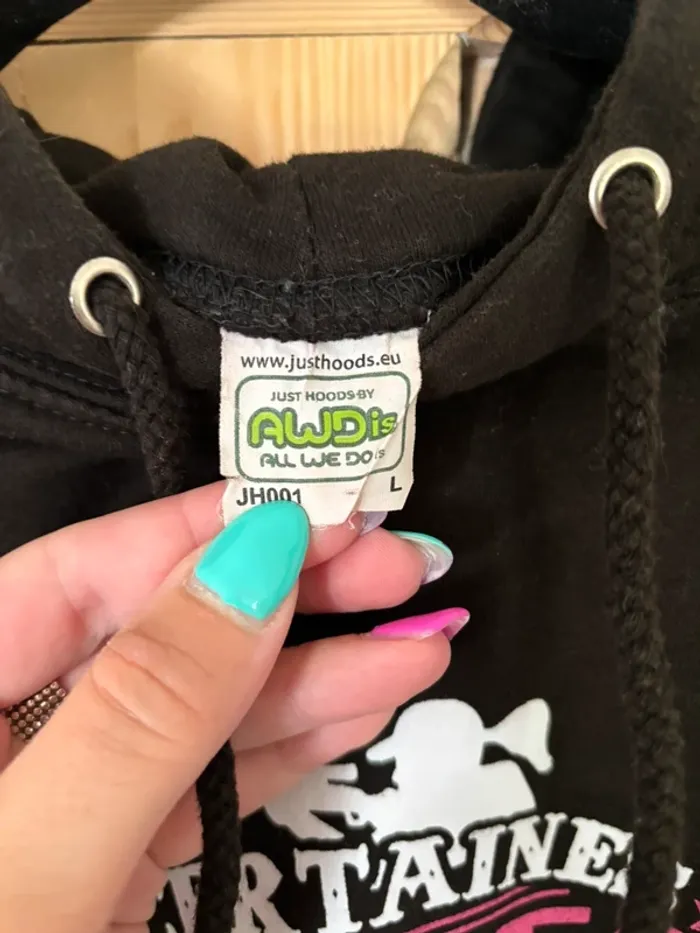 www.justhoods.eu
JUST HOODS BY
AWDis
ALL WE DO IS
JH001
L